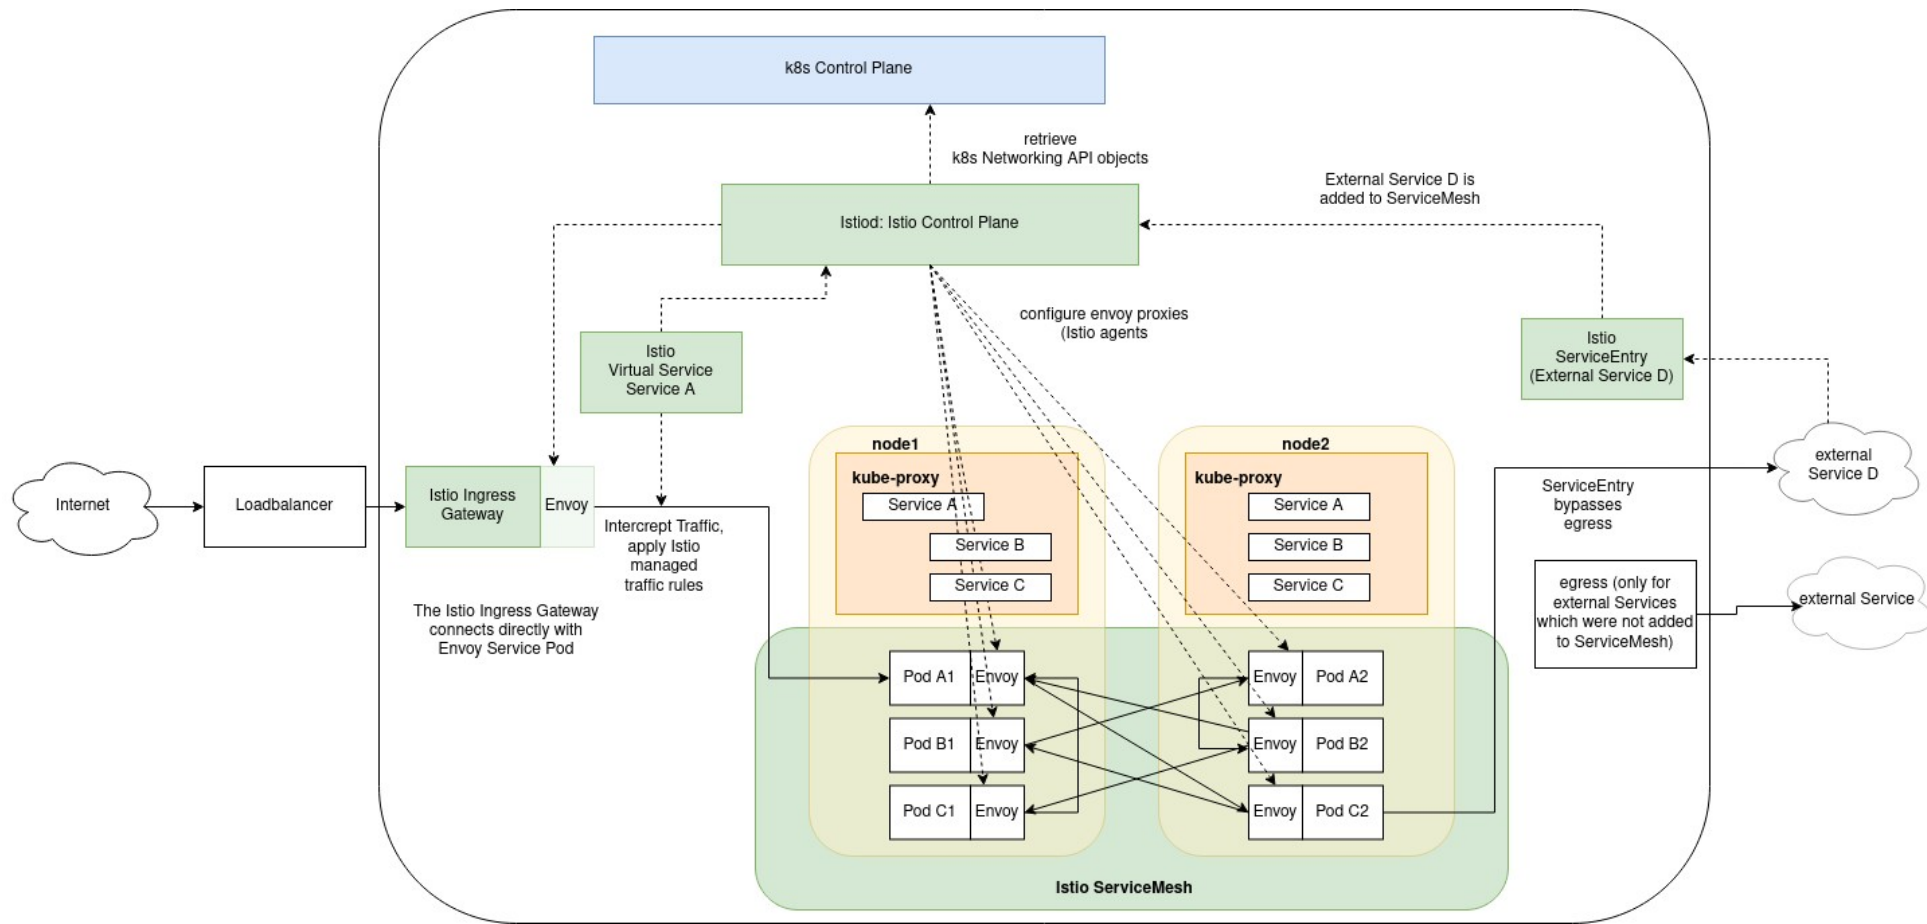 k8s Control Plane
retrieve
k8s Networking API objects
External Service D is
added to ServiceMesh
Istiod: Istio Control Plane
configure envoy proxies
(Istio agents
Istio
Virtual Service
Service A
Istio
ServiceEntry
(External Service D)
Internet
Loadbalancer
Istio Ingress
Gateway
Envoy
Intercept Traffic,
apply Istio
managed
traffic rules
The Istio Ingress Gateway
connects directly with
Envoy Service Pod
node1
kube-proxy
Service A
Service B
Service C
node2
kube-proxy
Service A
Service B
Service C
external
Service D
ServiceEntry
bypasses
egress
egress (only for
external Services
which were not added
to ServiceMesh)
external Service
Pod A1 Envoy
Envoy Pod A2
Pod B1 Envoy
Envoy Pod B2
Pod C1 Envoy
Envoy Pod C2
Istio ServiceMesh